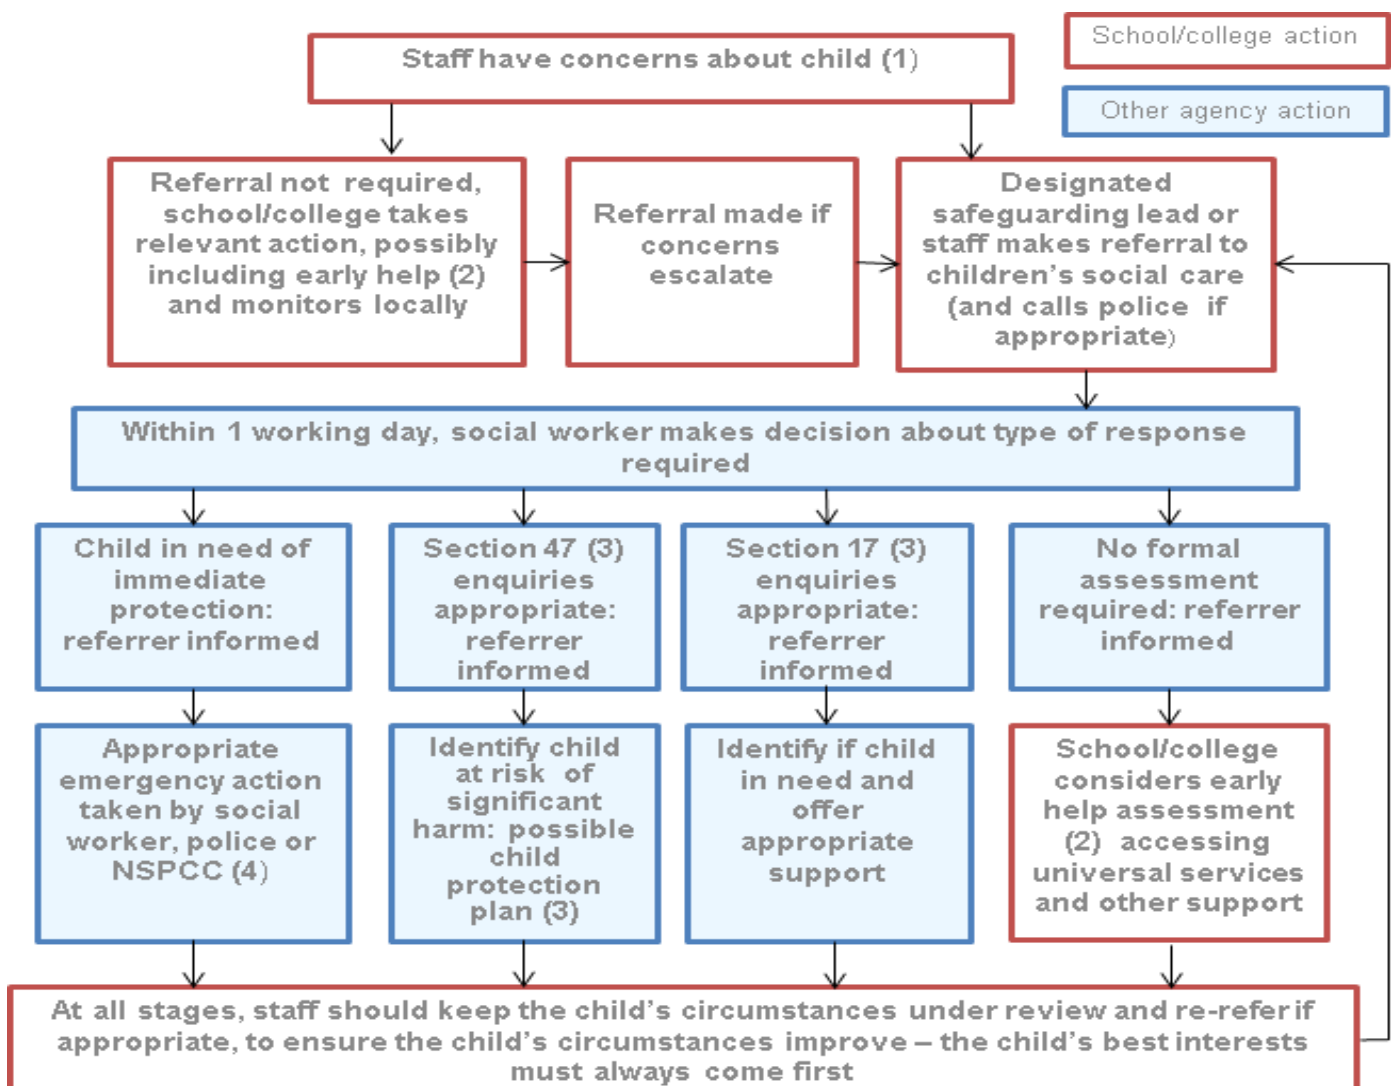 School/college action
Staff have concerns about child (1)
Other agency action
Referral not required,
school/college takes
relevant action, possibly
including early help (2)
and monitors locally
Referral made if
concerns
escalate
Designated
safeguarding lead or
staff makes referral to
children’s social care
(and calls police if
appropriate)
Within 1 working day, social worker makes decision about type of response
required
Child in need of
immediate
protection:
referrer informed
Section 47 (3)
enquiries
appropriate:
referrer
informed
Section 17 (3)
enquiries
appropriate:
referrer
informed
No formal
assessment
required: referrer
informed
Appropriate
emergency action
taken by social
worker, police or
NSPCC (4)
Identify child
at risk of
significant
harm: possible
child
protection
plan (3)
Identify if child
in need and
offer
appropriate
support
School/college
considers early
help assessment
(2) accessing
universal services
and other support
At all stages, staff should keep the child’s circumstances under review and re-refer if
appropriate, to ensure the child’s circumstances improve – the child’s best interests
must always come first